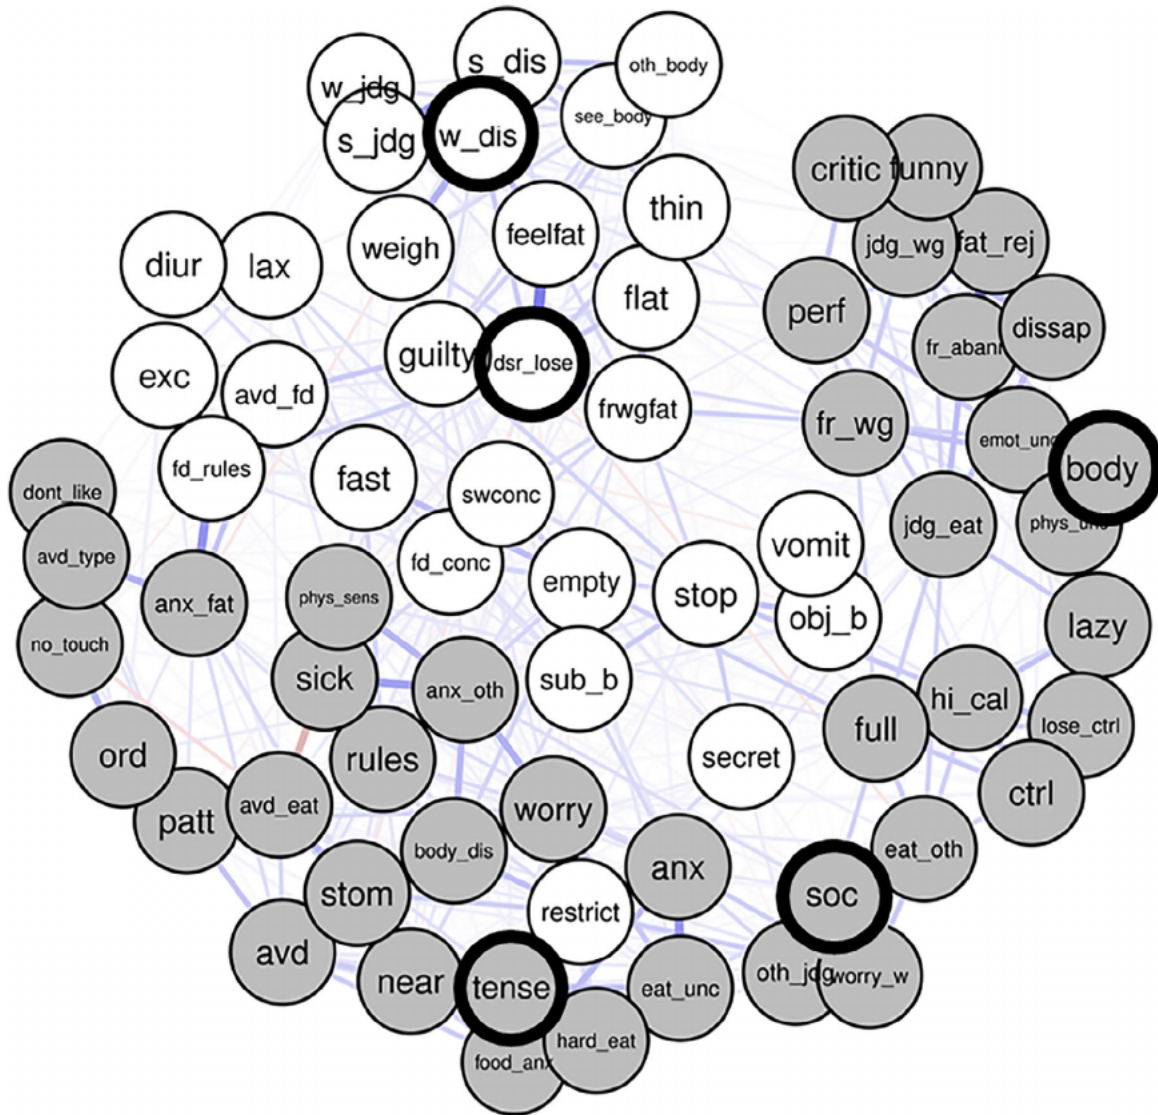 s_dis
oth_body
w_jdg
see_body
w_dis
s_jdg
critic
funny
thin
feelfat
jdg_wg
fat_rej
weigh
diur
lax
flat
perf
dissap
fr_aban
guilty
dsr_lose
exc
avd_fd
frwgfat
fr_wg
emot_unc
body
fd_rules
fast
swconc
dont_like
phys_unc
jdg_eat
vomit
avd_type
fd_conc
empty
stop
anx_fat
phys_sens
obj_b
lazy
no_touch
sick
anx_oth
sub_b
hi_cal
full
lose_ctrl
ord
rules
secret
ctrl
avd_eat
worry
patt
body_dis
eat_oth
anx
stom
soc
restrict
avd
near
tense
eat_unc
oth_jdg
worry_w
hard_eat
food_anx